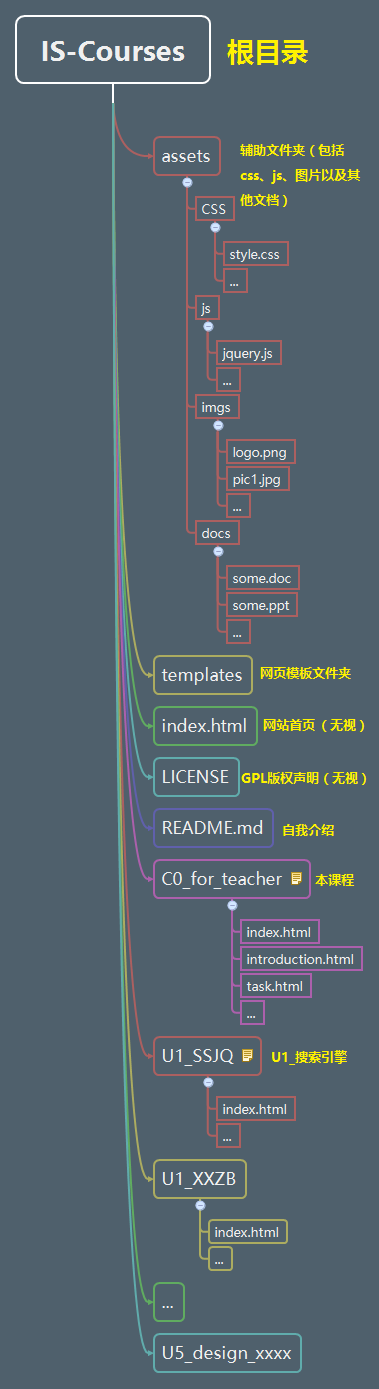 IS-Courses
根目录
assets
辅助文件夹（包括
css、js、图片以及其
他文档）
CSS
style.css
...
js
jquery.js
...
imgs
logo.png
pic1.jpg
...
docs
some.doc
some.ppt
...
templates
网页模板文件夹
index.html
网站首页（无视）
LICENSE
GPL版权声明（无视）
README.md
自我介绍
C0_for_teacher
本课程
index.html
introduction.html
task.html
...
U1_SSJQ
U1_搜索引擎
index.html
...
U1_XXZB
index.html
...
...
U5_design_xxxx